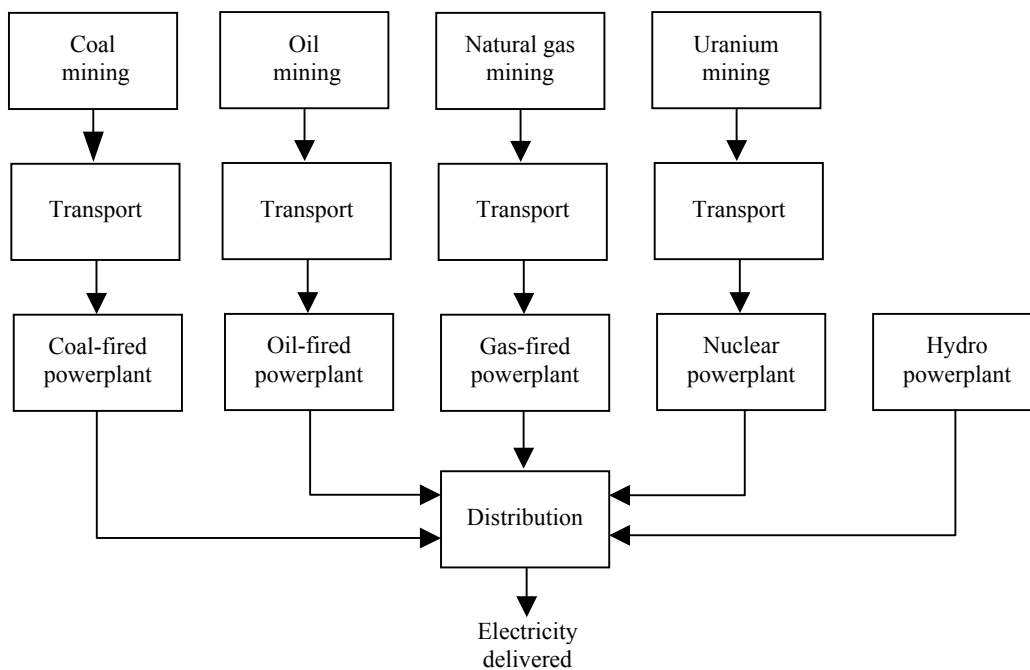 Coal
mining
Oil
mining
Natural gas
mining
Uranium
mining
Transport
Transport
Transport
Transport
Coal-fired
powerplant
Oil-fired
powerplant
Gas-fired
powerplant
Nuclear
powerplant
Hydro
powerplant
Distribution
Electricity
delivered